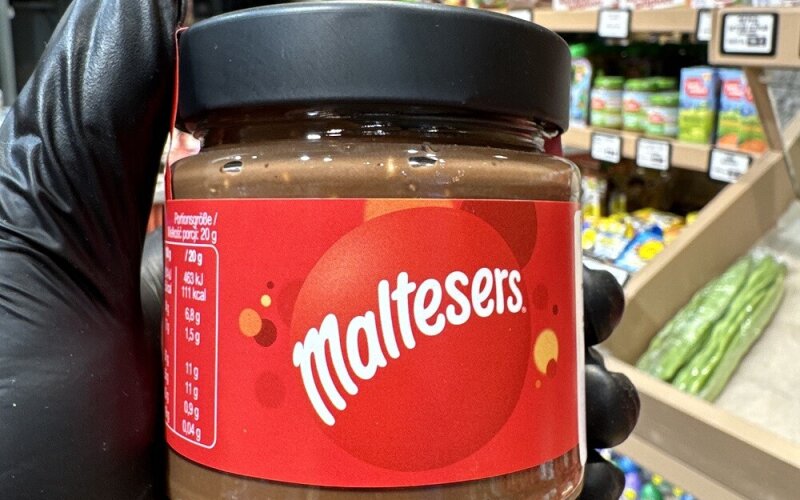 Portionsgröße /
Wielkość porcji: 20 g
/ 20 g
463 kJ
111 kcal
6,8 g
1,5 g
11 g
11 g
0,9 g
0,04 g
Maltesers